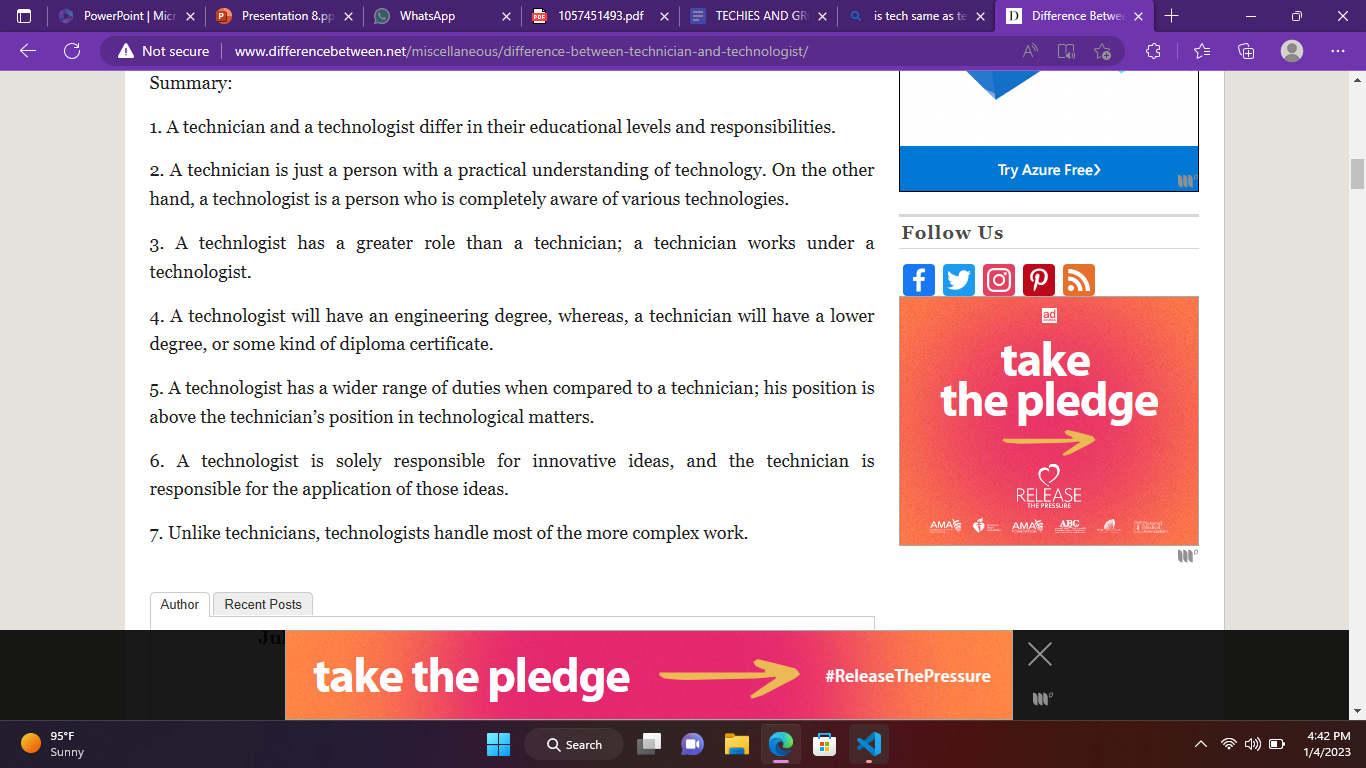 PowerPoint | Micr
Presentation 8.pp
WhatsApp
1057451493.pdf
TECHIES AND GR
is tech same as te
Difference Betwee
Not secure
www.differencebetween.net/miscellaneous/difference-between-technician-and-technologist/
Summary:
1. A technician and a technologist differ in their educational levels and responsibilities.
2. A technician is just a person with a practical understanding of technology. On the other
hand, a technologist is a person who is completely aware of various technologies.
3. A technlogist has a greater role than a technician; a technician works under a
technologist.
4. A technologist will have an engineering degree, whereas, a technician will have a lower
degree, or some kind of diploma certificate.
5. A technologist has a wider range of duties when compared to a technician; his position is
above the technician’s position in technological matters.
6. A technologist is solely responsible for innovative ideas, and the technician is
responsible for the application of those ideas.
7. Unlike technicians, technologists handle most of the more complex work.
Author
Recent Posts
Try Azure Free❯
Follow Us
ad
take
the pledge
RELEASE
THE PRESSURE
AMA
AMA
ABC
take the pledge
#ReleaseThePressure
95°F
Sunny
Search
4:42 PM
1/4/2023